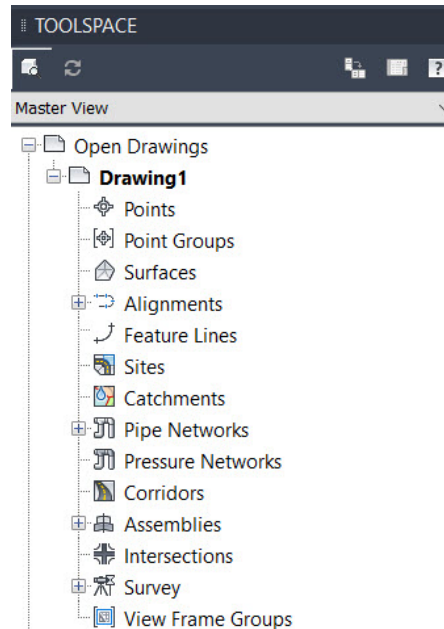 TOOLSPACE
?
Master View
Open Drawings
Drawing1
Points
Point Groups
Surfaces
Alignments
Feature Lines
Sites
Catchments
Pipe Networks
Pressure Networks
Corridors
Assemblies
Intersections
Survey
View Frame Groups